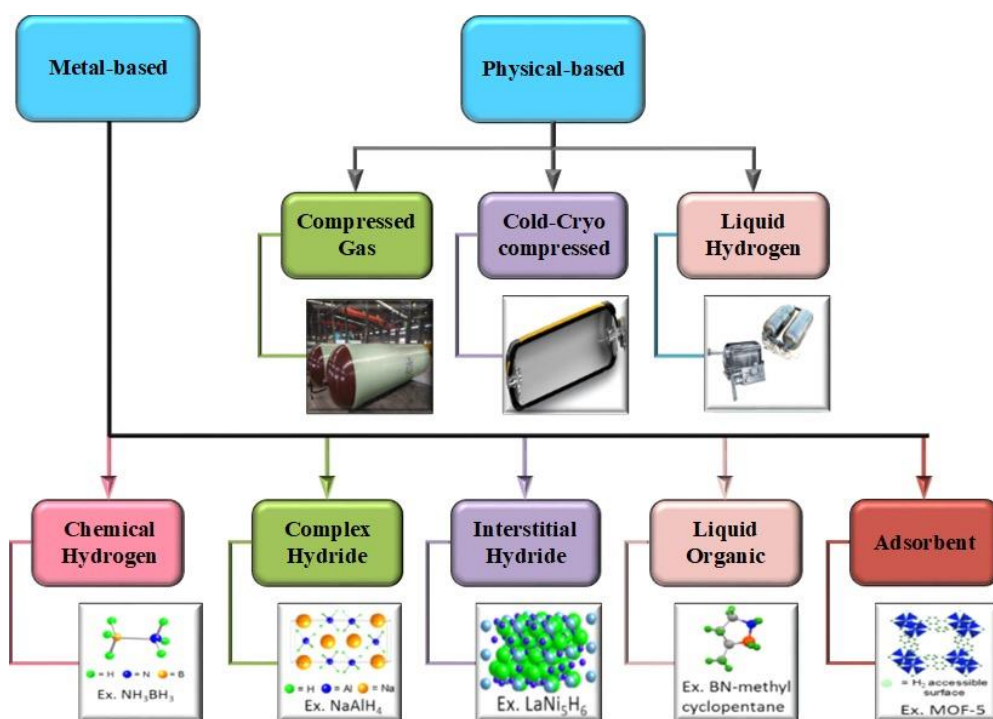 Metal-based
Physical-based
Compressed
Gas
Cold-Cryo
compressed
Liquid
Hydrogen
Chemical
Hydrogen
Complex
Hydride
Interstitial
Hydride
Liquid
Organic
Adsorbent
= H = N = B
Ex. NH₃BH₃
= H = Al = Na
Ex. NaAlH₄
Ex. LaNi₅H₆
Ex. BN-methyl
cyclopentane
= H₂ accessible
surface
Ex. MOF-5